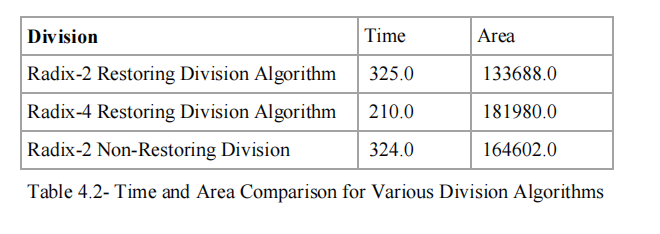 Division Time Area
Radix-2 Restoring Division Algorithm 325.0 133688.0
Radix-4 Restoring Division Algorithm 210.0 181980.0
Radix-2 Non-Restoring Division 324.0 164602.0
Table 4.2- Time and Area Comparison for Various Division Algorithms